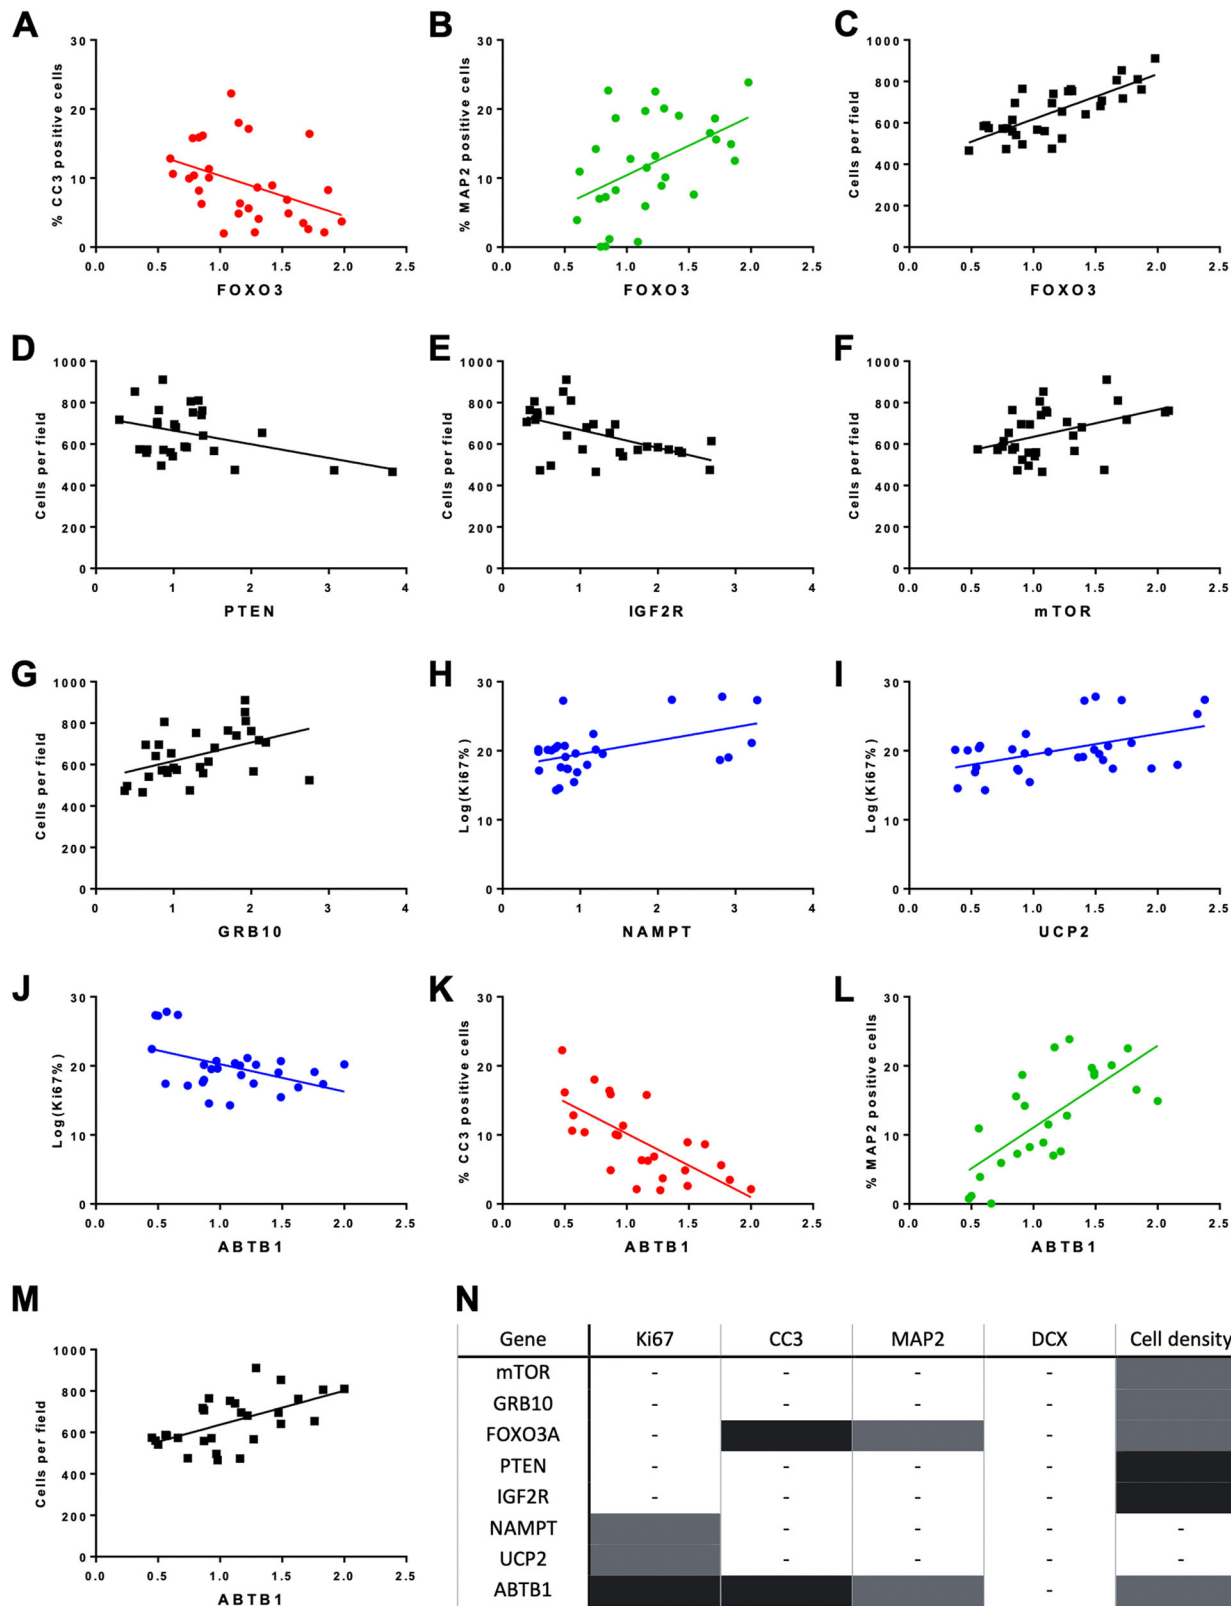 A
B
C
30
20
10
0
% CC3 positive cells
0.0 0.5 1.0 1.5 2.0 2.5
FOXO3
30
20
10
0
% MAP2 positive cells
0.0 0.5 1.0 1.5 2.0 2.5
FOXO3
1000
800
600
400
200
0
Cells per field
0.0 0.5 1.0 1.5 2.0 2.5
FOXO3
D
E
F
1000
800
600
400
200
0
Cells per field
0 1 2 3 4
PTEN
1000
800
600
400
200
0
Cells per field
0 1 2 3 4
IGF2R
1000
800
600
400
200
0
Cells per field
0.0 0.5 1.0 1.5 2.0 2.5
mTOR
G
H
I
1000
800
600
400
200
0
Cells per field
0 1 2 3 4
GRB10
30
20
10
0
Log(Ki67%)
0 1 2 3 4
NAMPT
30
20
10
0
Log(Ki67%)
0.0 0.5 1.0 1.5 2.0 2.5
UCP2
J
K
L
30
20
10
0
Log(Ki67%)
0.0 0.5 1.0 1.5 2.0 2.5
ABTB1
30
20
10
0
% CC3 positive cells
0.0 0.5 1.0 1.5 2.0 2.5
ABTB1
30
20
10
0
% MAP2 positive cells
0.0 0.5 1.0 1.5 2.0 2.5
ABTB1
M
1000
800
600
400
200
0
Cells per field
0.0 0.5 1.0 1.5 2.0 2.5
ABTB1
N
Gene Ki67 CC3 MAP2 DCX Cell density
mTOR - - - -
GRB10 - - - -
FOXO3A - -
PTEN - - - -
IGF2R - - - -
NAMPT - - - -
UCP2 - - - -
ABTB1 -